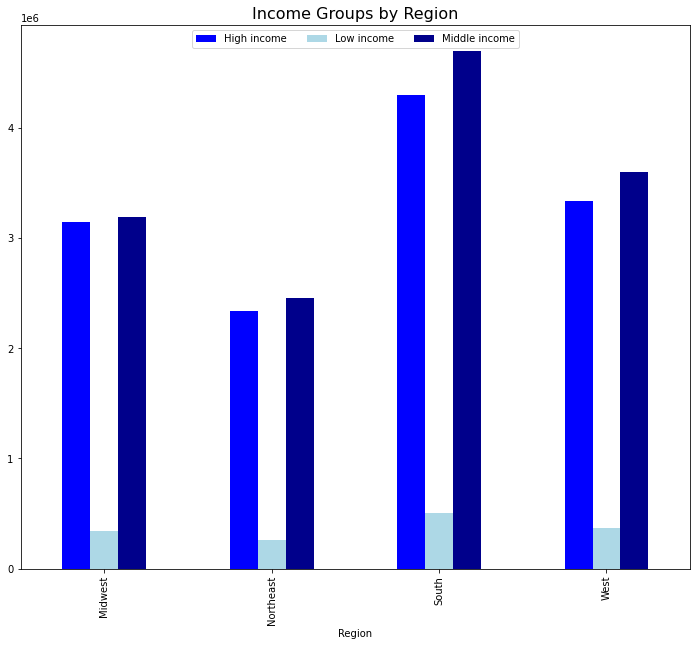 Income Groups by Region
1e6
High income
Low income
Middle income
4
3
2
1
0
Midwest
Northeast
South
West
Region